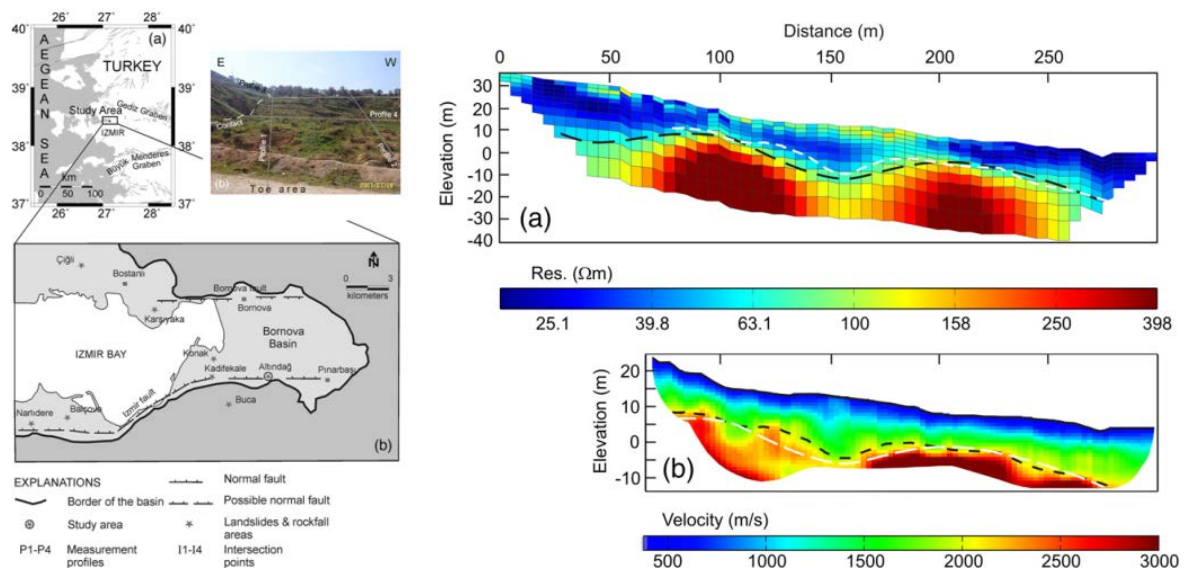 26° 27° 28°
40° 40°
(a)
AEGEAN SEA
TURKEY
39° 39°
Gediz Graben
Study Area
IZMIR
38° 38°
Büyük Menderes
Graben
Km
0 50 100
37° 37°
26° 27° 28°
E W
Profile 4
Contact
Profile 1
(b)
Toe area
Çiğli
Bostanlı
N
0 3
kilometers
Bornova fault
Bornova
Karşıyaka
Bornova
Basin
IZMIR BAY
Konak
Kadifekale
Altındağ
Pınarbaşı
Izmir fault
Buca
Narlıdere
Balçova
(b)
EXPLANATIONS
Normal fault
Border of the basin
Possible normal fault
Study area
Landslides & rockfall
areas
P1-P4
Measurement
profiles
I1-I4
Intersection
points
Distance (m)
0 50 100 150 200 250
Elevation (m)
30
20
10
0
-10
-20
-30
-40
(a)
Res. (Ωm)
25.1 39.8 63.1 100 158 250 398
Elevation (m)
20
10
0
-10
(b)
Velocity (m/s)
500 1000 1500 2000 2500 3000